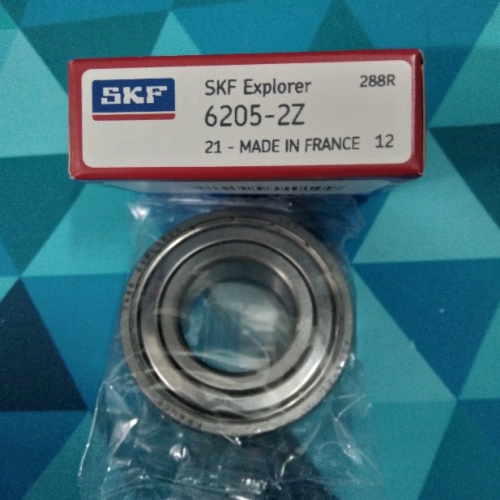 SKF
SKF Explorer
288R
6205-2Z
21 - MADE IN FRANCE 12